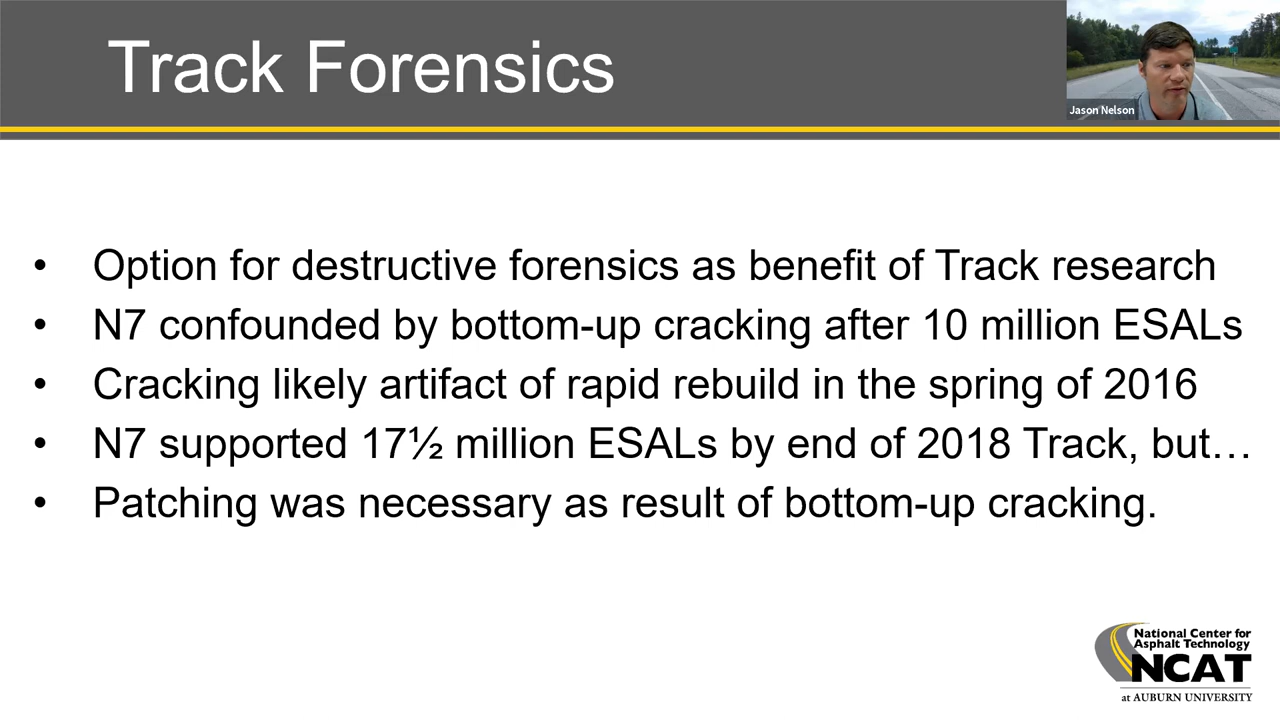 Track Forensics
Jason Nelson
• Option for destructive forensics as benefit of Track research
• N7 confounded by bottom-up cracking after 10 million ESALs
• Cracking likely artifact of rapid rebuild in the spring of 2016
• N7 supported 17½ million ESALs by end of 2018 Track, but…
• Patching was necessary as result of bottom-up cracking.
National Center for
Asphalt Technology
NCAT
at AUBURN UNIVERSITY